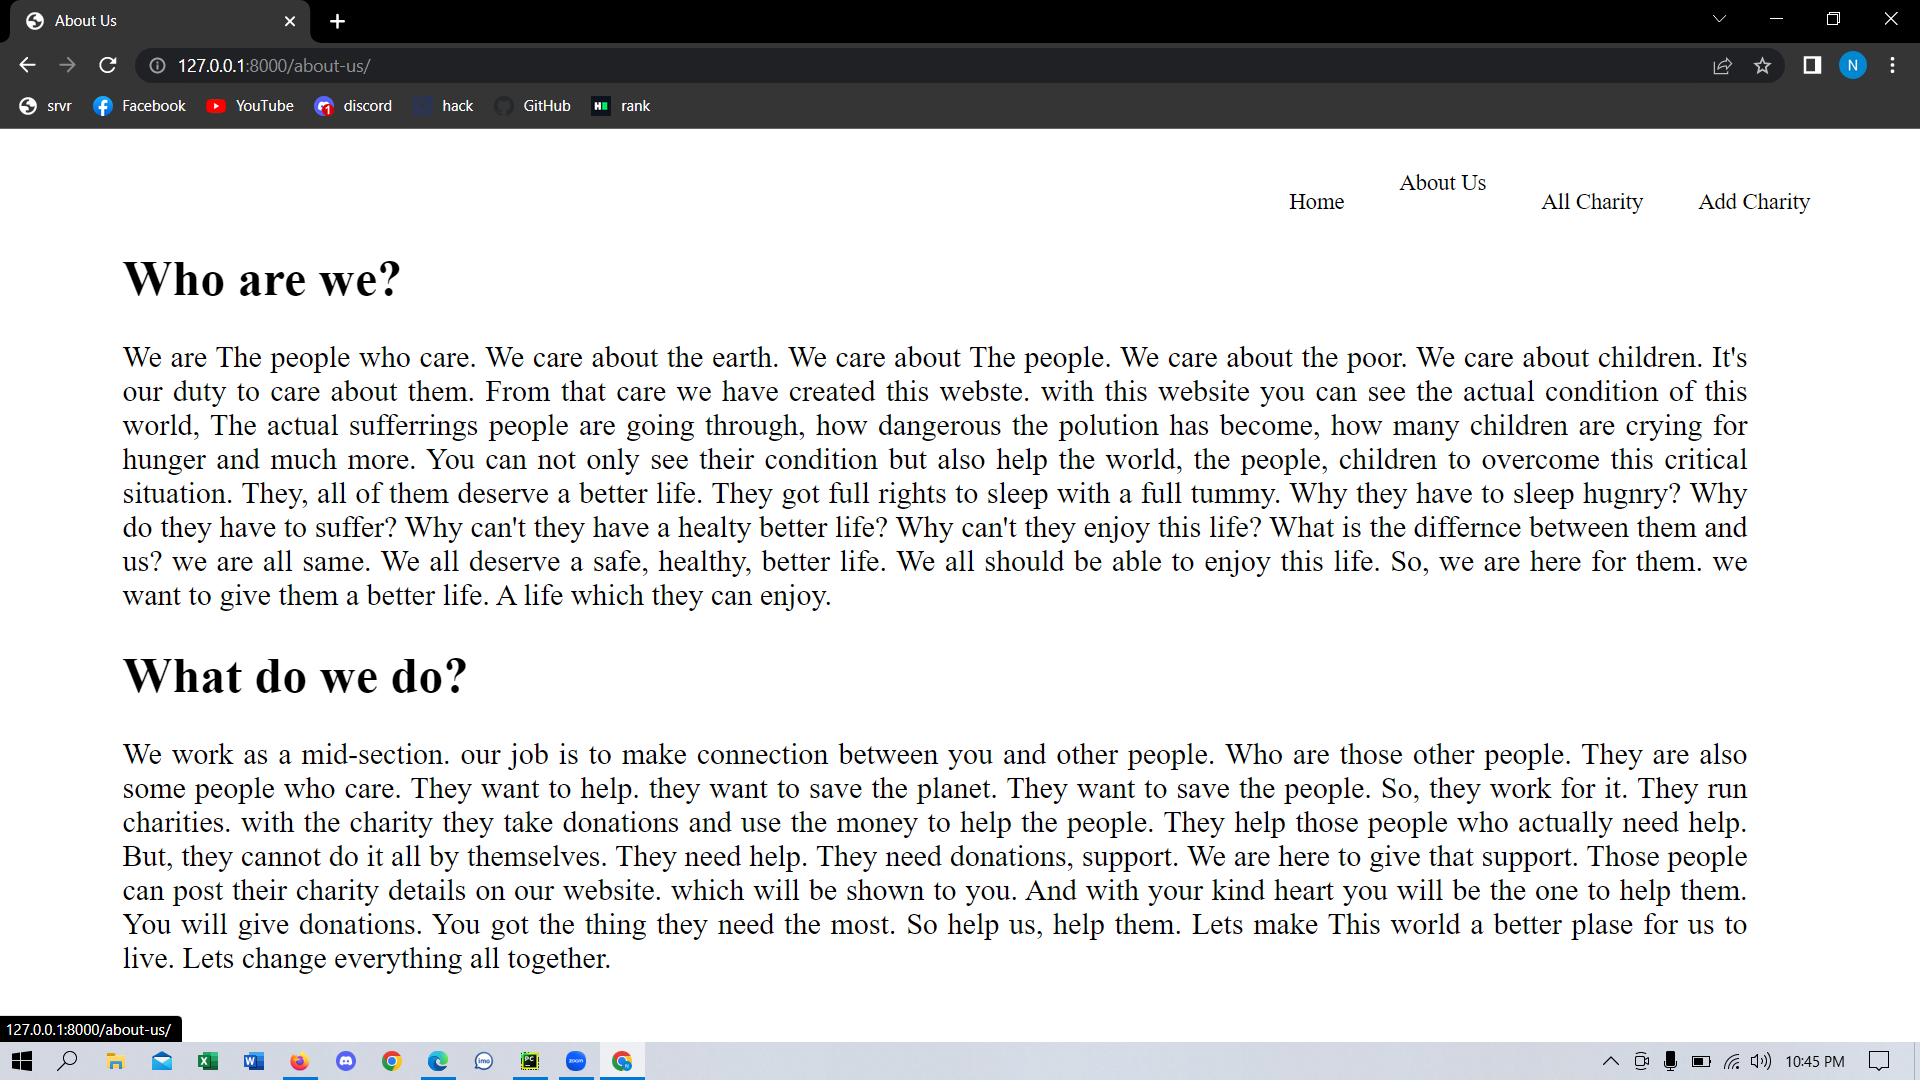 About Us
127.0.0.1:8000/about-us/
N
srvr Facebook YouTube discord hack GitHub rank
Home About Us All Charity Add Charity
Who are we?
We are The people who care. We care about the earth. We care about The people. We care about the poor. We care about children. It's
our duty to care about them. From that care we have created this webste. with this website you can see the actual condition of this
world, The actual sufferrings people are going through, how dangerous the polution has become, how many children are crying for
hunger and much more. You can not only see their condition but also help the world, the people, children to overcome this critical
situation. They, all of them deserve a better life. They got full rights to sleep with a full tummy. Why they have to sleep hugnry? Why
do they have to suffer? Why can't they have a healty better life? Why can't they enjoy this life? What is the differnce between them and
us? we are all same. We all deserve a safe, healthy, better life. We all should be able to enjoy this life. So, we are here for them. we
want to give them a better life. A life which they can enjoy.
What do we do?
We work as a mid-section. our job is to make connection between you and other people. Who are those other people. They are also
some people who care. They want to help. they want to save the planet. They want to save the people. So, they work for it. They run
charities. with the charity they take donations and use the money to help the people. They help those people who actually need help.
But, they cannot do it all by themselves. They need help. They need donations, support. We are here to give that support. Those people
can post their charity details on our website. which will be shown to you. And with your kind heart you will be the one to help them.
You will give donations. You got the thing they need the most. So help us, help them. Lets make This world a better plase for us to
live. Lets change everything all together.
127.0.0.1:8000/about-us/
10:45 PM